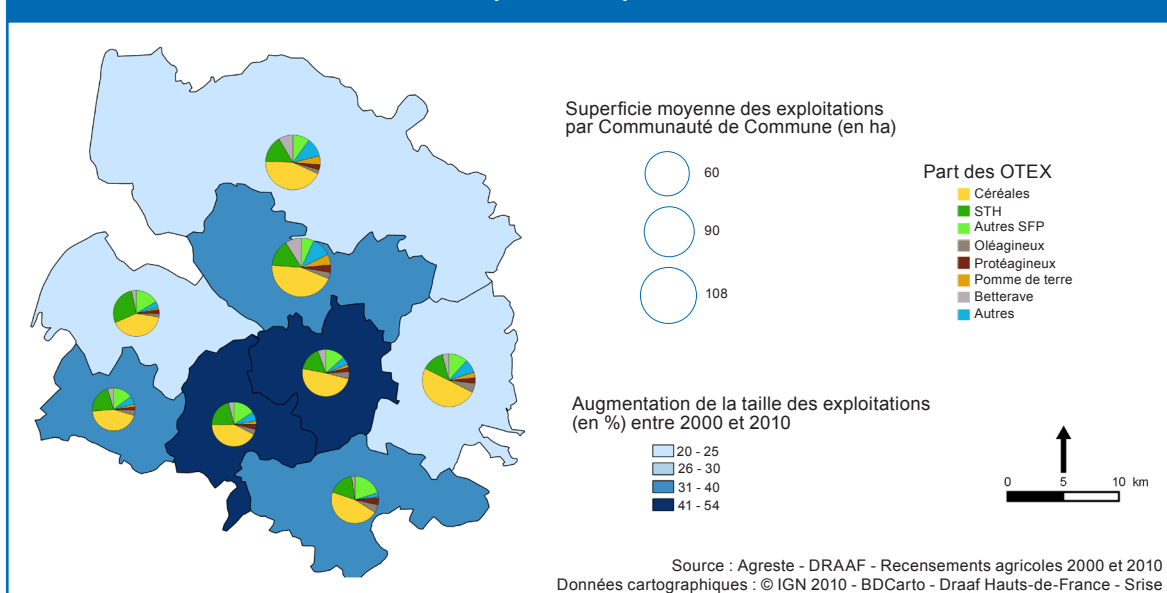 Superficie moyenne des exploitations
par Communauté de Commune (en ha)
60
90
108
Part des OTEX
Céréales
STH
Autres SFP
Oléagineux
Protéagineux
Pomme de terre
Betterave
Autres
Augmentation de la taille des exploitations
(en %) entre 2000 et 2010
20 - 25
26 - 30
31 - 40
41 - 54
0 5 10 km
Source : Agreste - DRAAF - Recensements agricoles 2000 et 2010
Données cartographiques : © IGN 2010 - BDCarto - Draaf Hauts-de-France - Srise